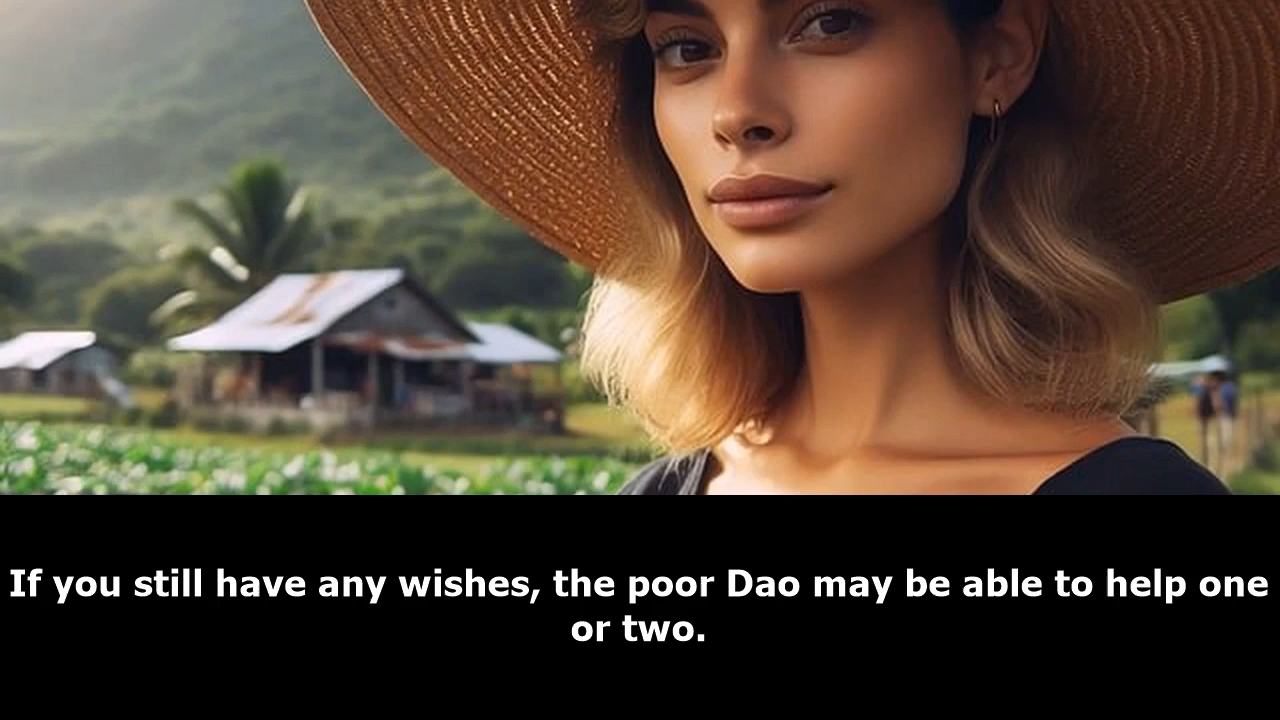 If you still have any wishes, the poor Dao may be able to help one
or two.